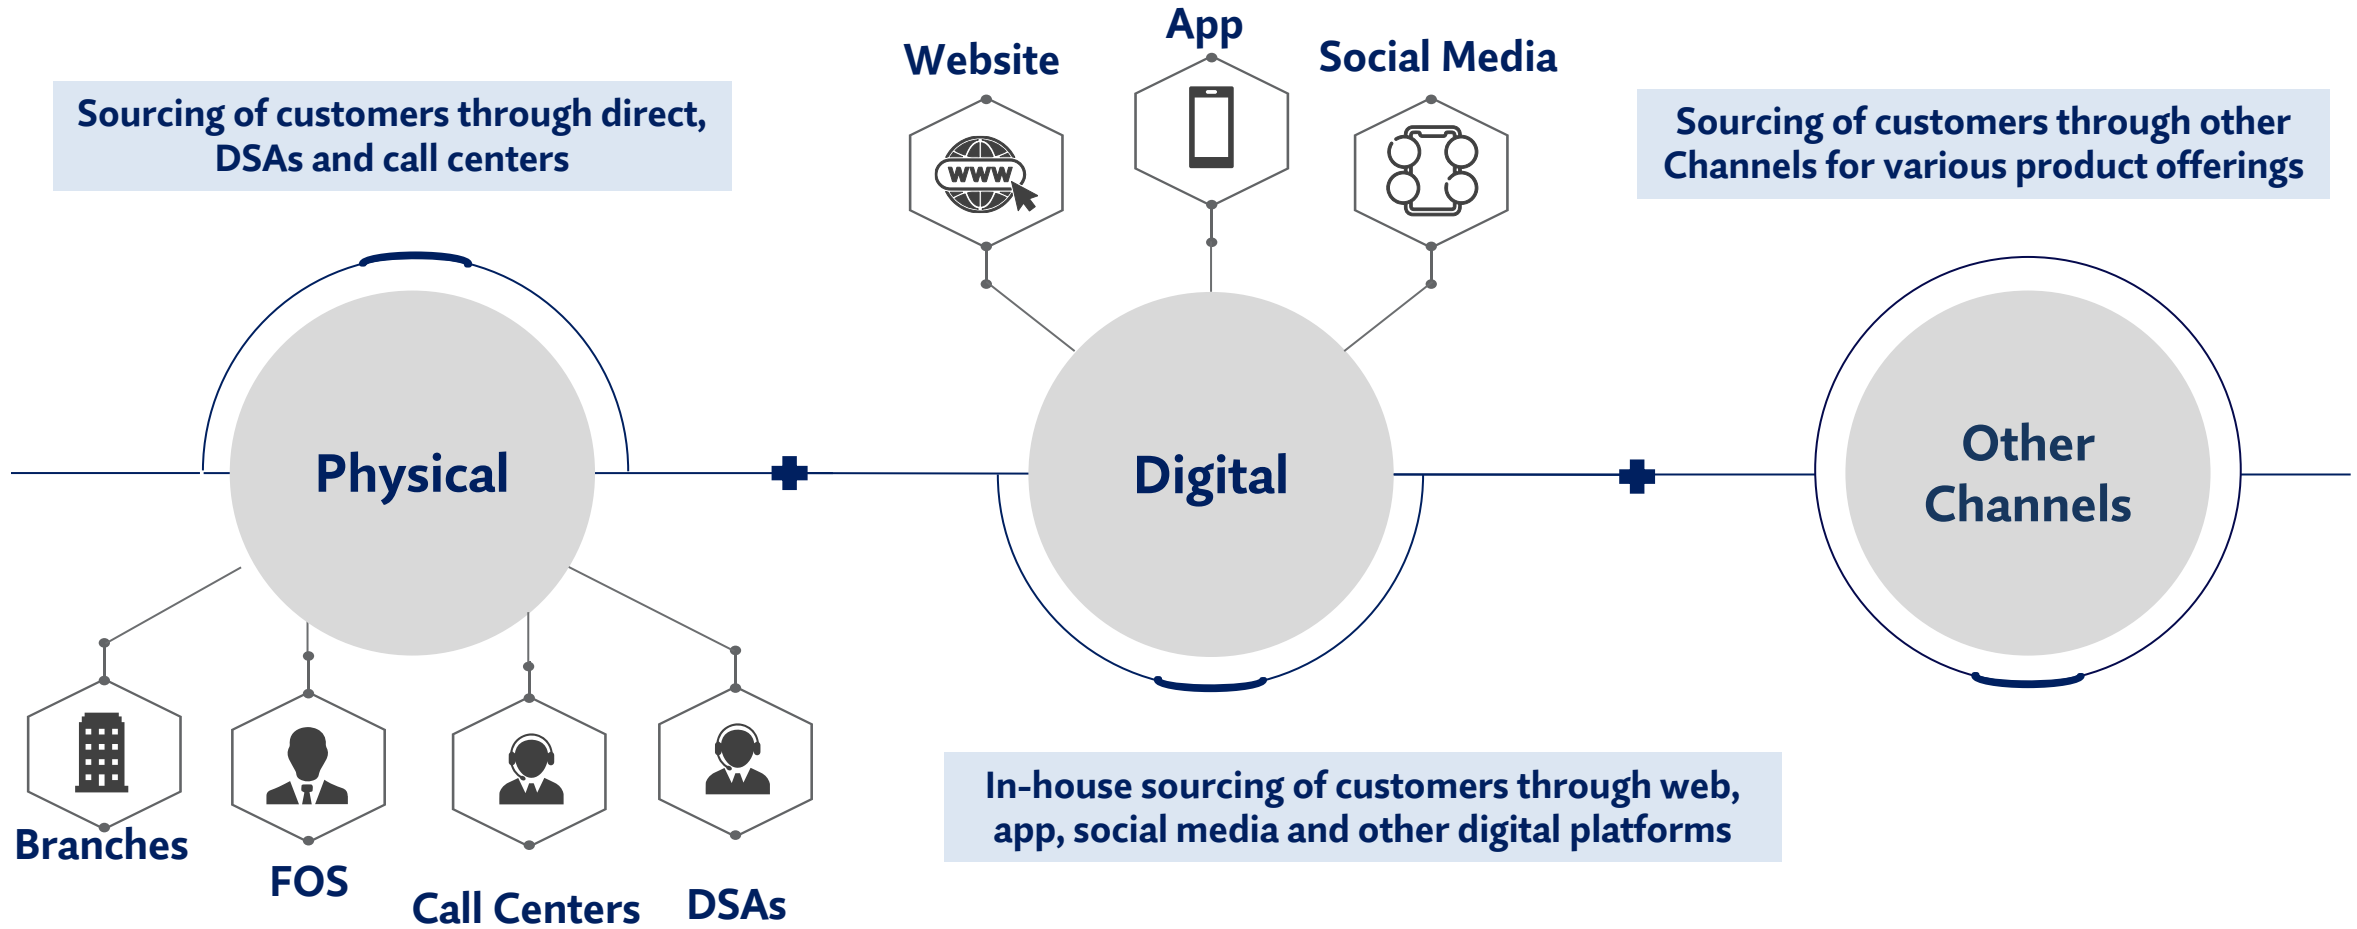 Sourcing of customers through direct,
DSAs and call centers
Physical
Branches
FOS
Call Centers
DSAs
Website
App
Social Media
www
Digital
In-house sourcing of customers through web,
app, social media and other digital platforms
Sourcing of customers through other
Channels for various product offerings
Other
Channels